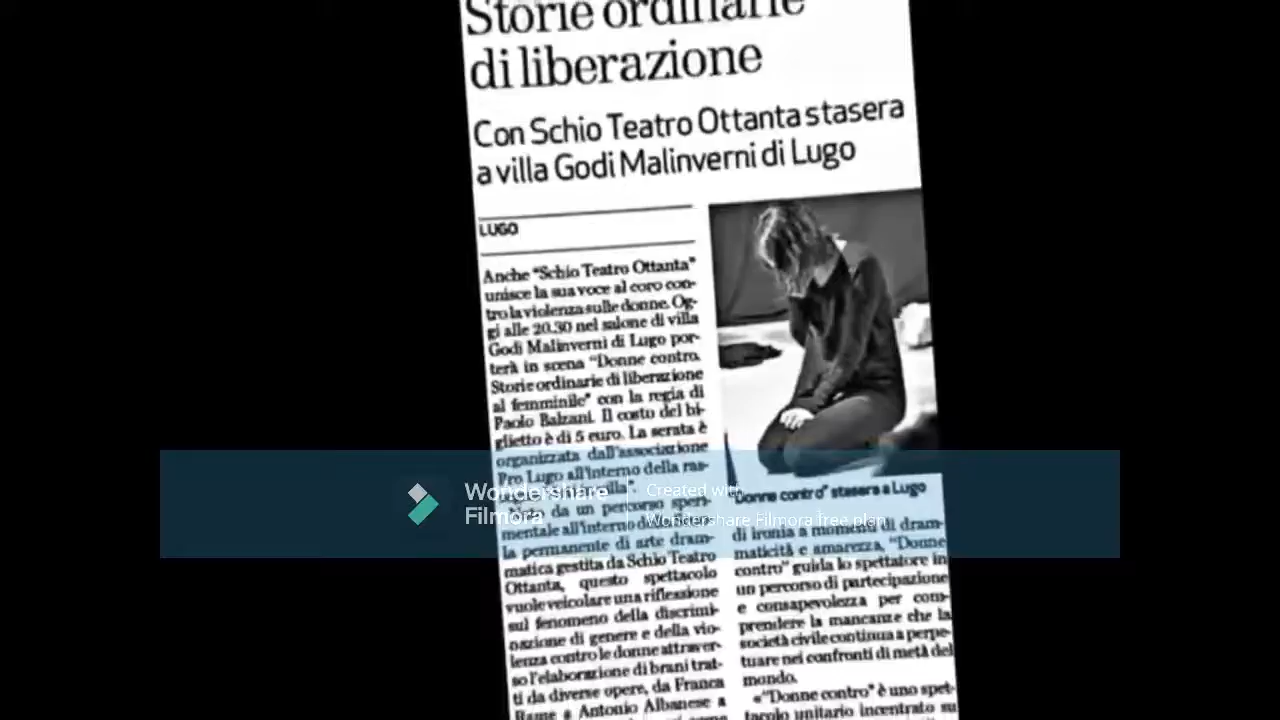 Storie ordinarie
di liberazione
Con Schio Teatro Ottanta stasera
a villa Godi Malinverni di Lugo
LUGO
Anche "Schio Teatro Ottanta"
unisce la sua voce al coro con-
tro la violenza sulle donne. Og-
gi alle 20.30 nel salone di villa
Godi Malinverni di Lugo por-
terà in scena "Donne contro.
Storie ordinarie di liberazione
al femminile" con la regia di
Paolo Balzani. Il costo del bi-
glietto è di 5 euro. La serata è
organizzata dall'associazione
Pro Lugo all'interno della ras-
villa".
da un percorso speri-
mentale all'interno
la permanente di arte dram-
matica gestita da Schio Teatro
Ottanta, questo spettacolo
vuole veicolare una riflessione
sul fenomeno della discrimi-
nazione di genere e della vio-
lenza contro le donne attraver-
so l'elaborazione di brani trat-
ti da diverse opere, da Franca
Rame a Antonio Albanese a
"Donne contro" stasera a Lugo
di ironia a momenti di dram-
maticità e amarezza, "Donne
contro" guida lo spettatore in
un percorso di partecipazione
e consapevolezza per com-
prendere la mancanze che la
società civile continua a perpe-
tuare nei confronti di metà del
mondo.
«"Donne contro" è uno spet-
tacolo unitario incentrato su
Wondershare
Filmora
Created with
Wondershare Filmora free plan